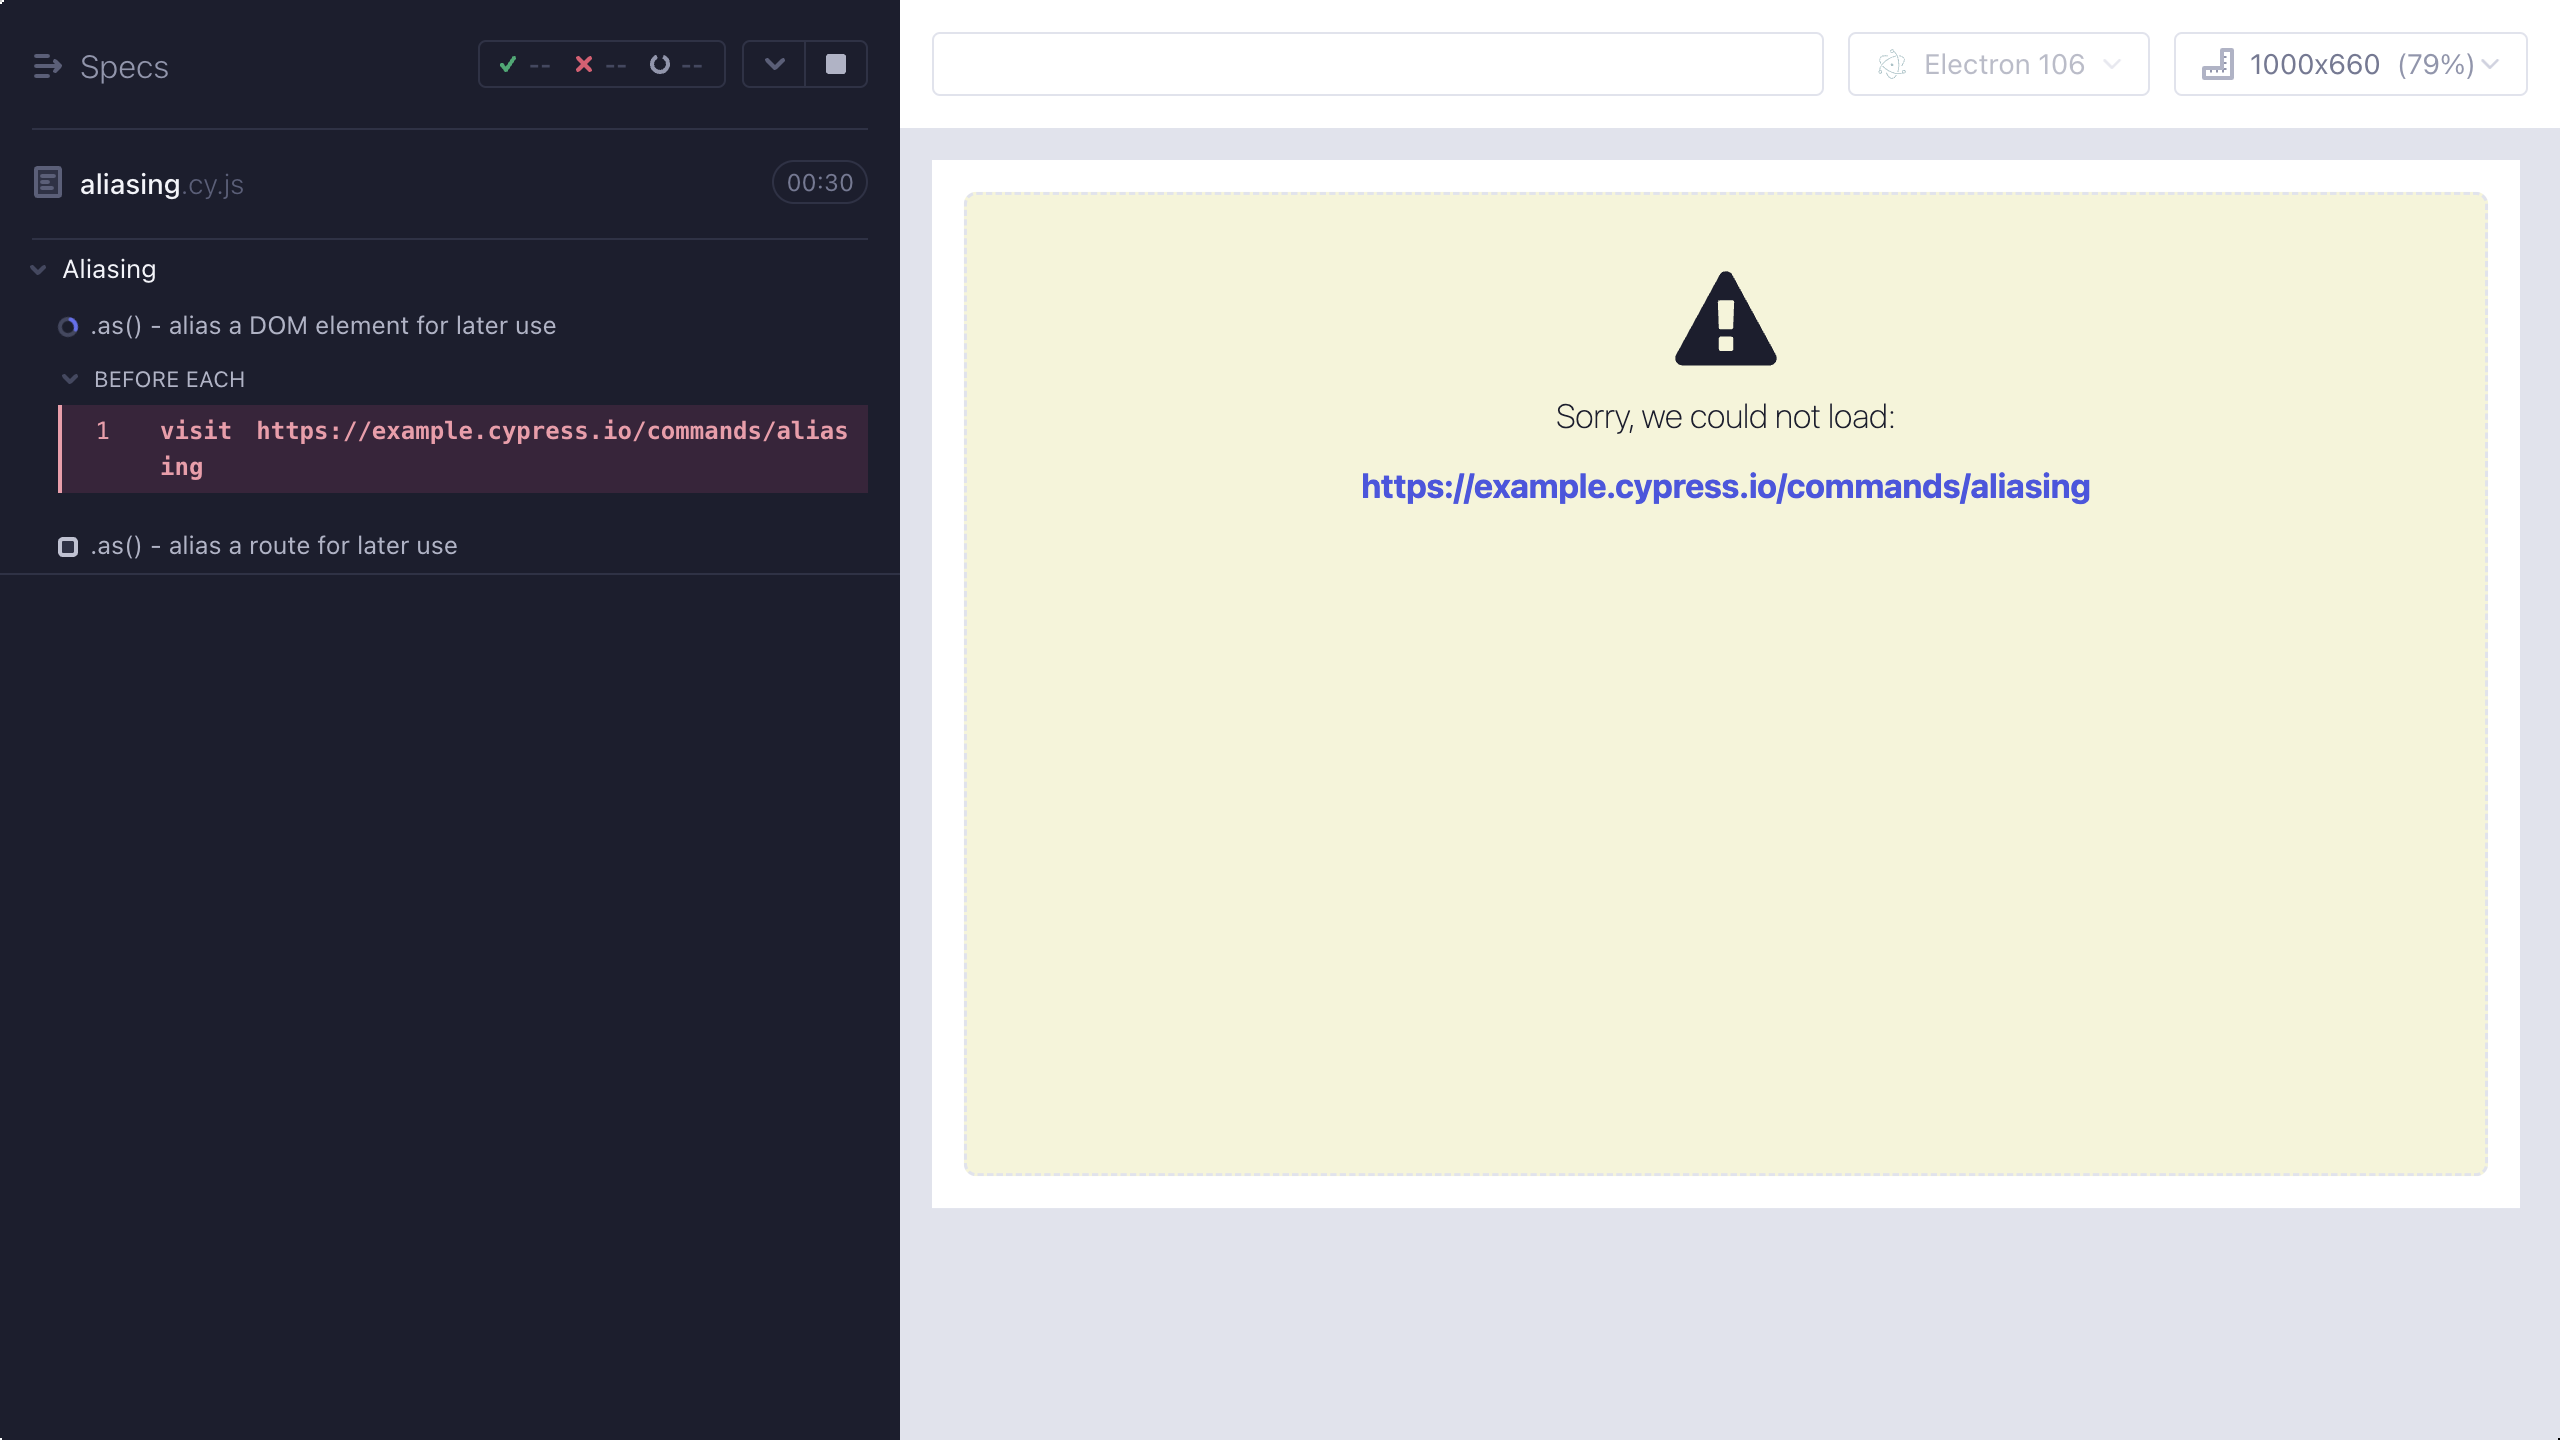 Specs
-- -- --
aliasing.cy.js
00:30
Aliasing
.as() - alias a DOM element for later use
BEFORE EACH
1 visit https://example.cypress.io/commands/alias
ing
.as() - alias a route for later use
Electron 106
1000x660 (79%)
Sorry, we could not load:
https://example.cypress.io/commands/aliasing